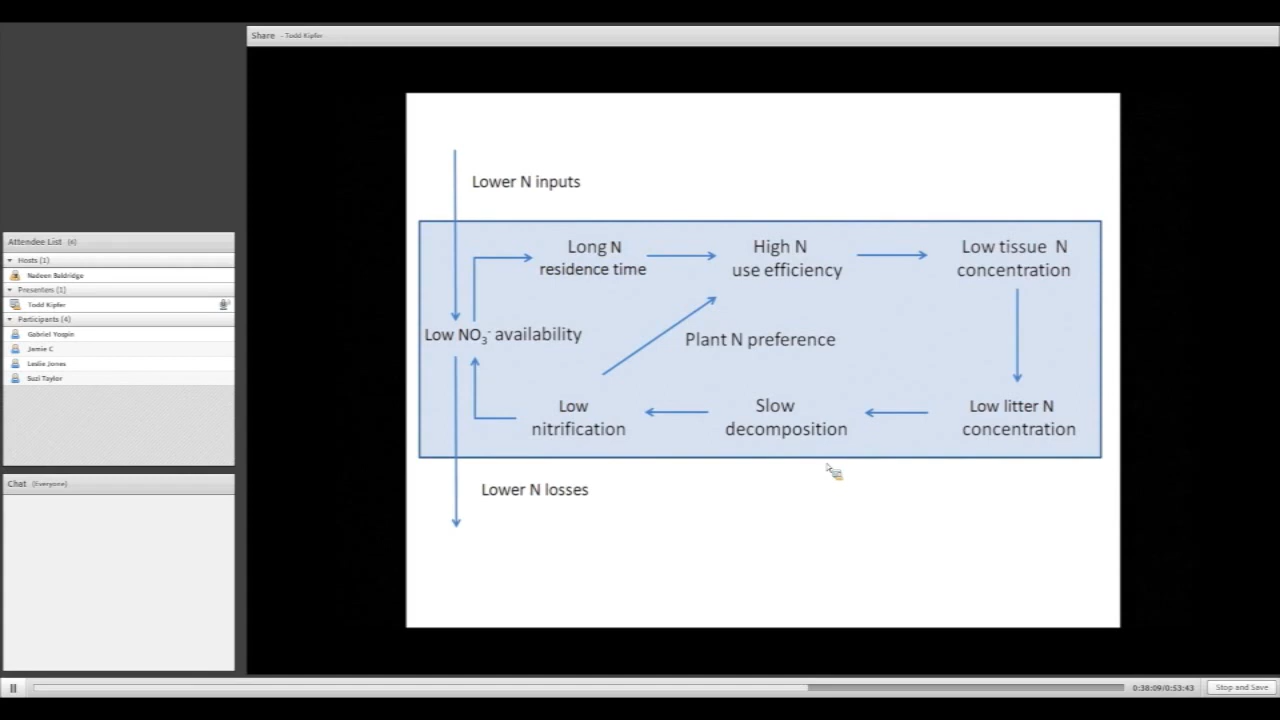 Share - Todd Kipfer
Attendee List (6)
Hosts (1)
Nadeen Baldridge
Presenters (1)
Todd Kipfer
Participants (4)
Gabriel Yospin
Jamie C
Leslie Jones
Suzi Taylor
Chat (Everyone)
Lower N inputs
Long N
residence time
High N
use efficiency
Low tissue N
concentration
Low NO₃⁻ availability
Plant N preference
Low
nitrification
Slow
decomposition
Low litter N
concentration
Lower N losses
0:38:09/0:53:43
Stop and Save